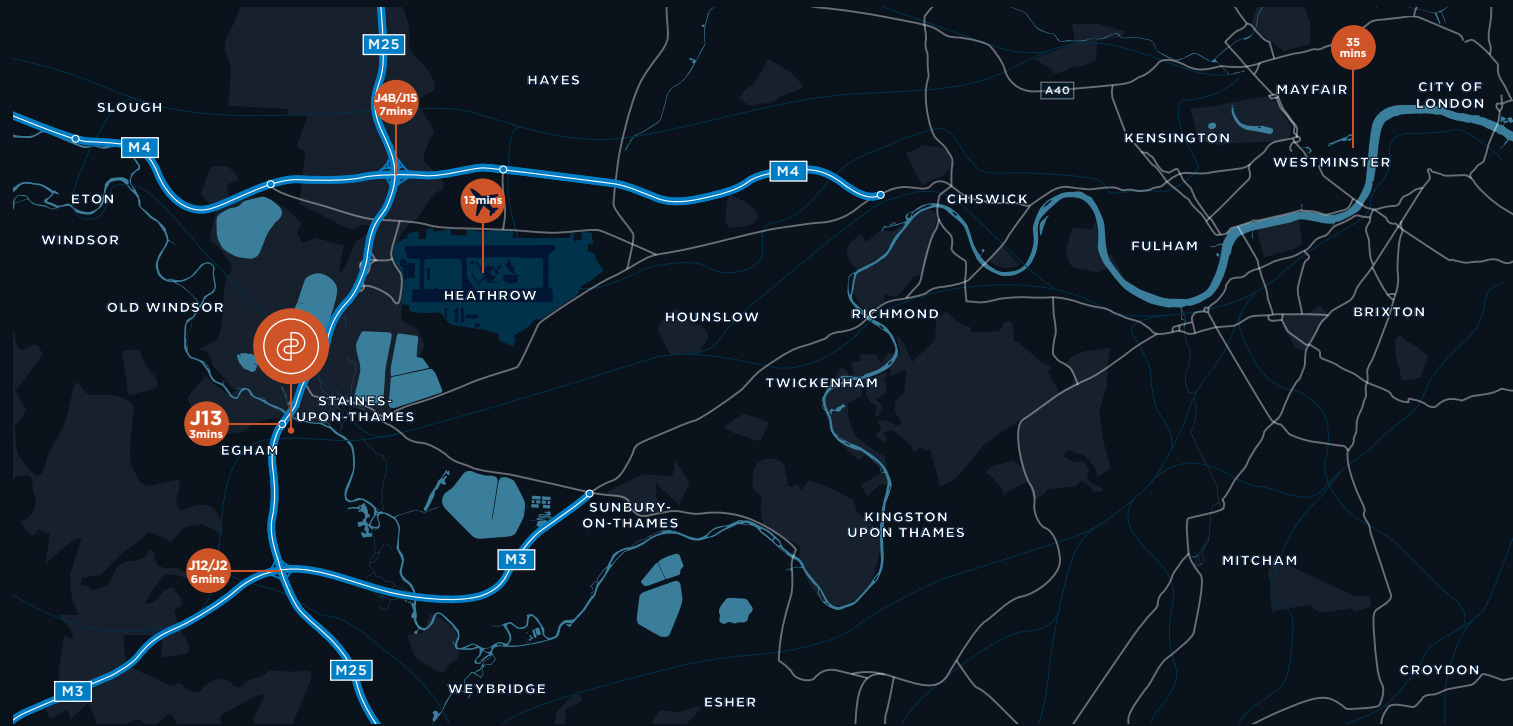 M25
35
mins
HAYES
A40
MAYFAIR
CITY OF
LONDON
J4B/J15
7mins
SLOUGH
KENSINGTON
M4
M4
WESTMINSTER
ETON
13mins
CHISWICK
WINDSOR
FULHAM
HEATHROW
OLD WINDSOR
HOUNSLOW
RICHMOND
BRIXTON
TWICKENHAM
STAINES-
UPON-THAMES
J13
3mins
EGHAM
SUNBURY-
ON-THAMES
KINGSTON
UPON THAMES
M3
MITCHAM
J12/J2
6mins
M25
CROYDON
M3
WEYBRIDGE
ESHER